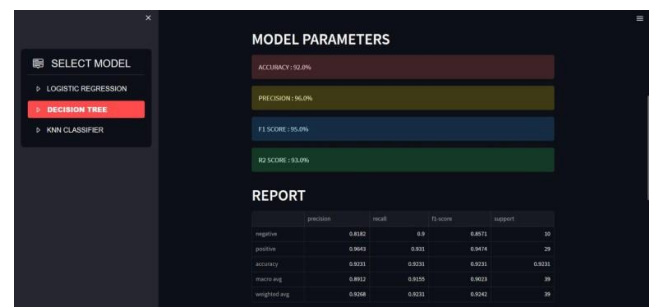 SELECT MODEL
LOGISTIC REGRESSION
DECISION TREE
KNN CLASSIFIER
MODEL PARAMETERS
ACCURACY : 92.0%
PRECISION : 96.0%
F1 SCORE : 95.0%
R2 SCORE : 93.0%
REPORT
precision recall f1-score support
negative 0.8182 0.9 0.8571 10
positive 0.9643 0.931 0.9474 29
accuracy 0.9231 0.9231 0.9231 0.9231
macro avg 0.8912 0.9155 0.9023 39
weighted avg 0.9268 0.9231 0.9242 39